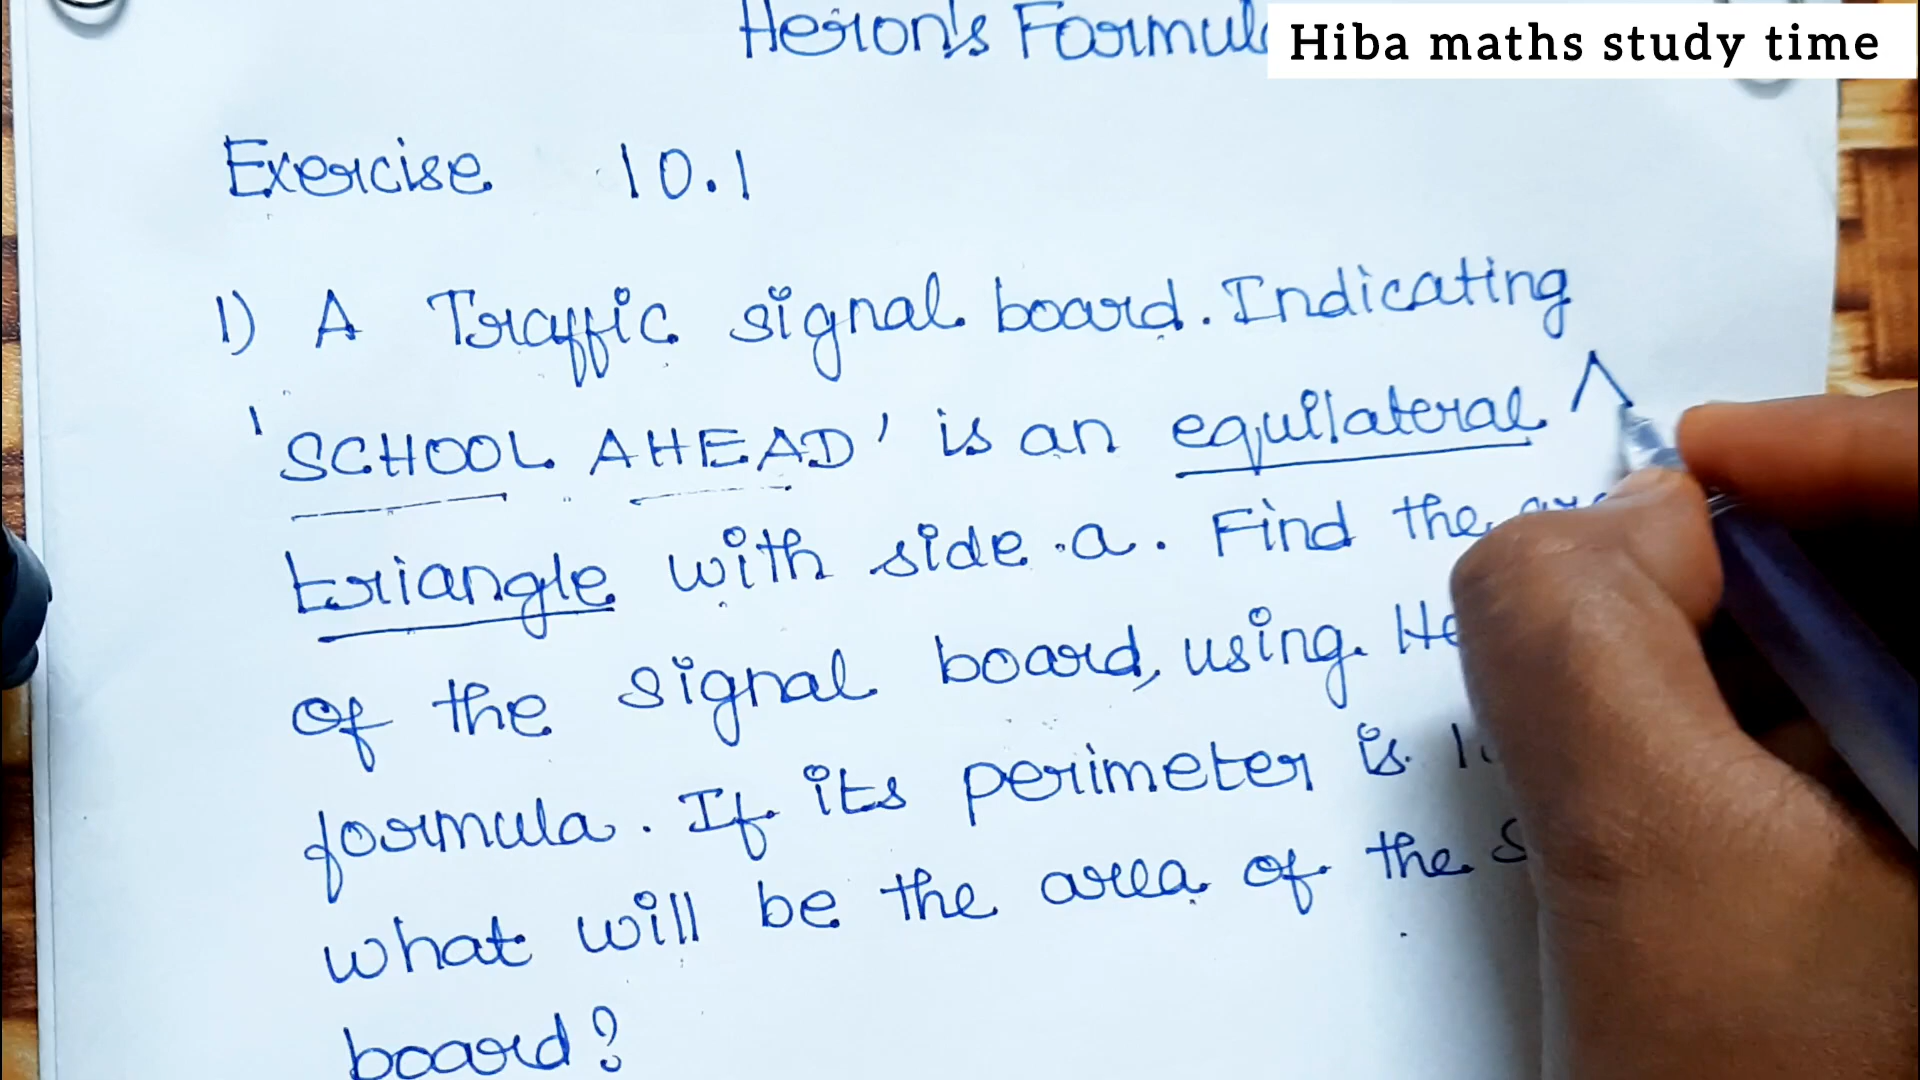 Heron's Formula
Hiba maths study time
Exercise 10.1
1) A Traffic signal board. Indicating
'SCHOOL AHEAD' is an equilateral
triangle with side a. Find the
of the signal board, using.
formula. If its perimeter is
what will be the area of the
board?